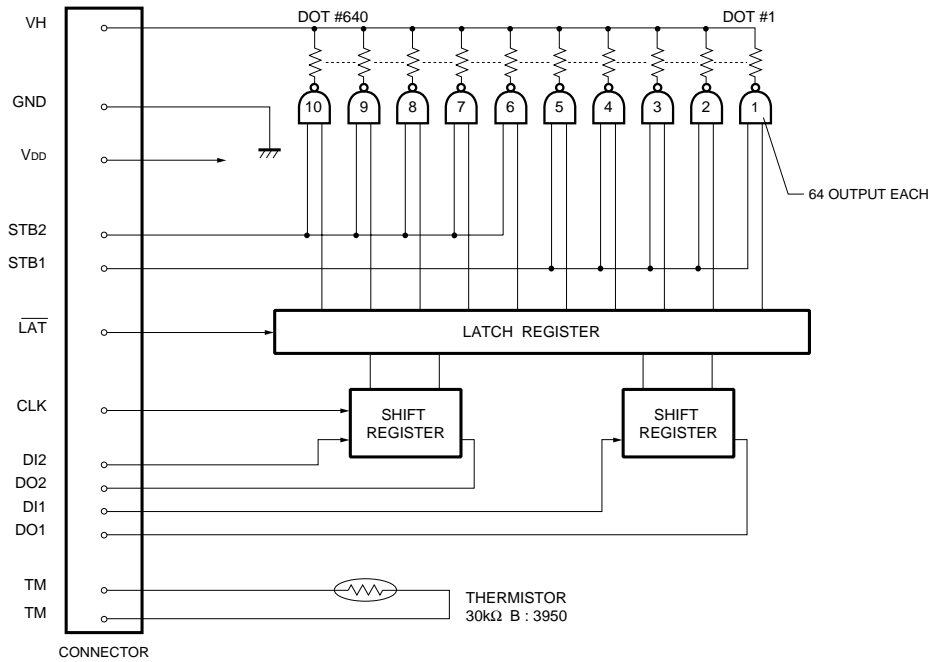 VH
DOT #640
DOT #1
GND
10 9 8 7 6 5 4 3 2 1
VDD
64 OUTPUT EACH
STB2
STB1
LAT
LATCH REGISTER
CLK
SHIFT
REGISTER
SHIFT
REGISTER
DI2
DO2
DI1
DO1
TM
TM
THERMISTOR
30kΩ B : 3950
CONNECTOR